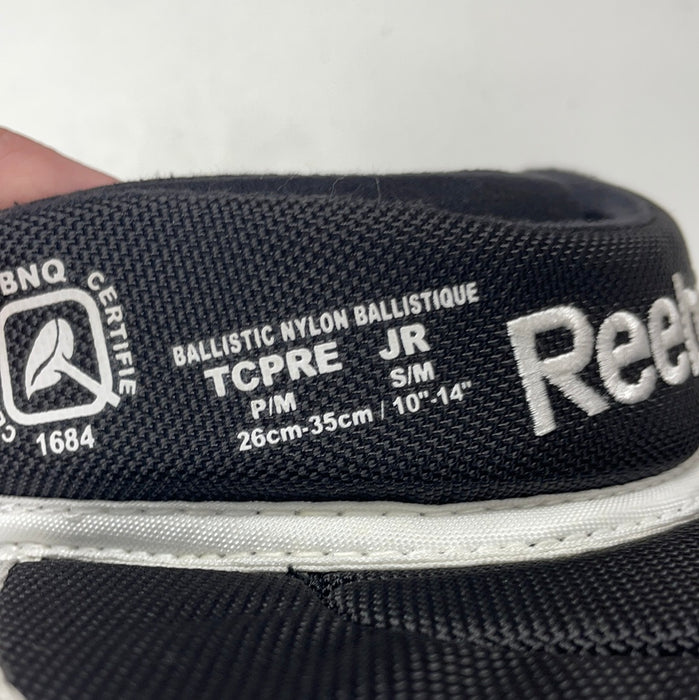 BNQ CERTIFIE
1684
BALLISTIC NYLON BALLISTIQUE
TCPRE JR
P/M S/M
26cm-35cm / 10"-14"
Reeb